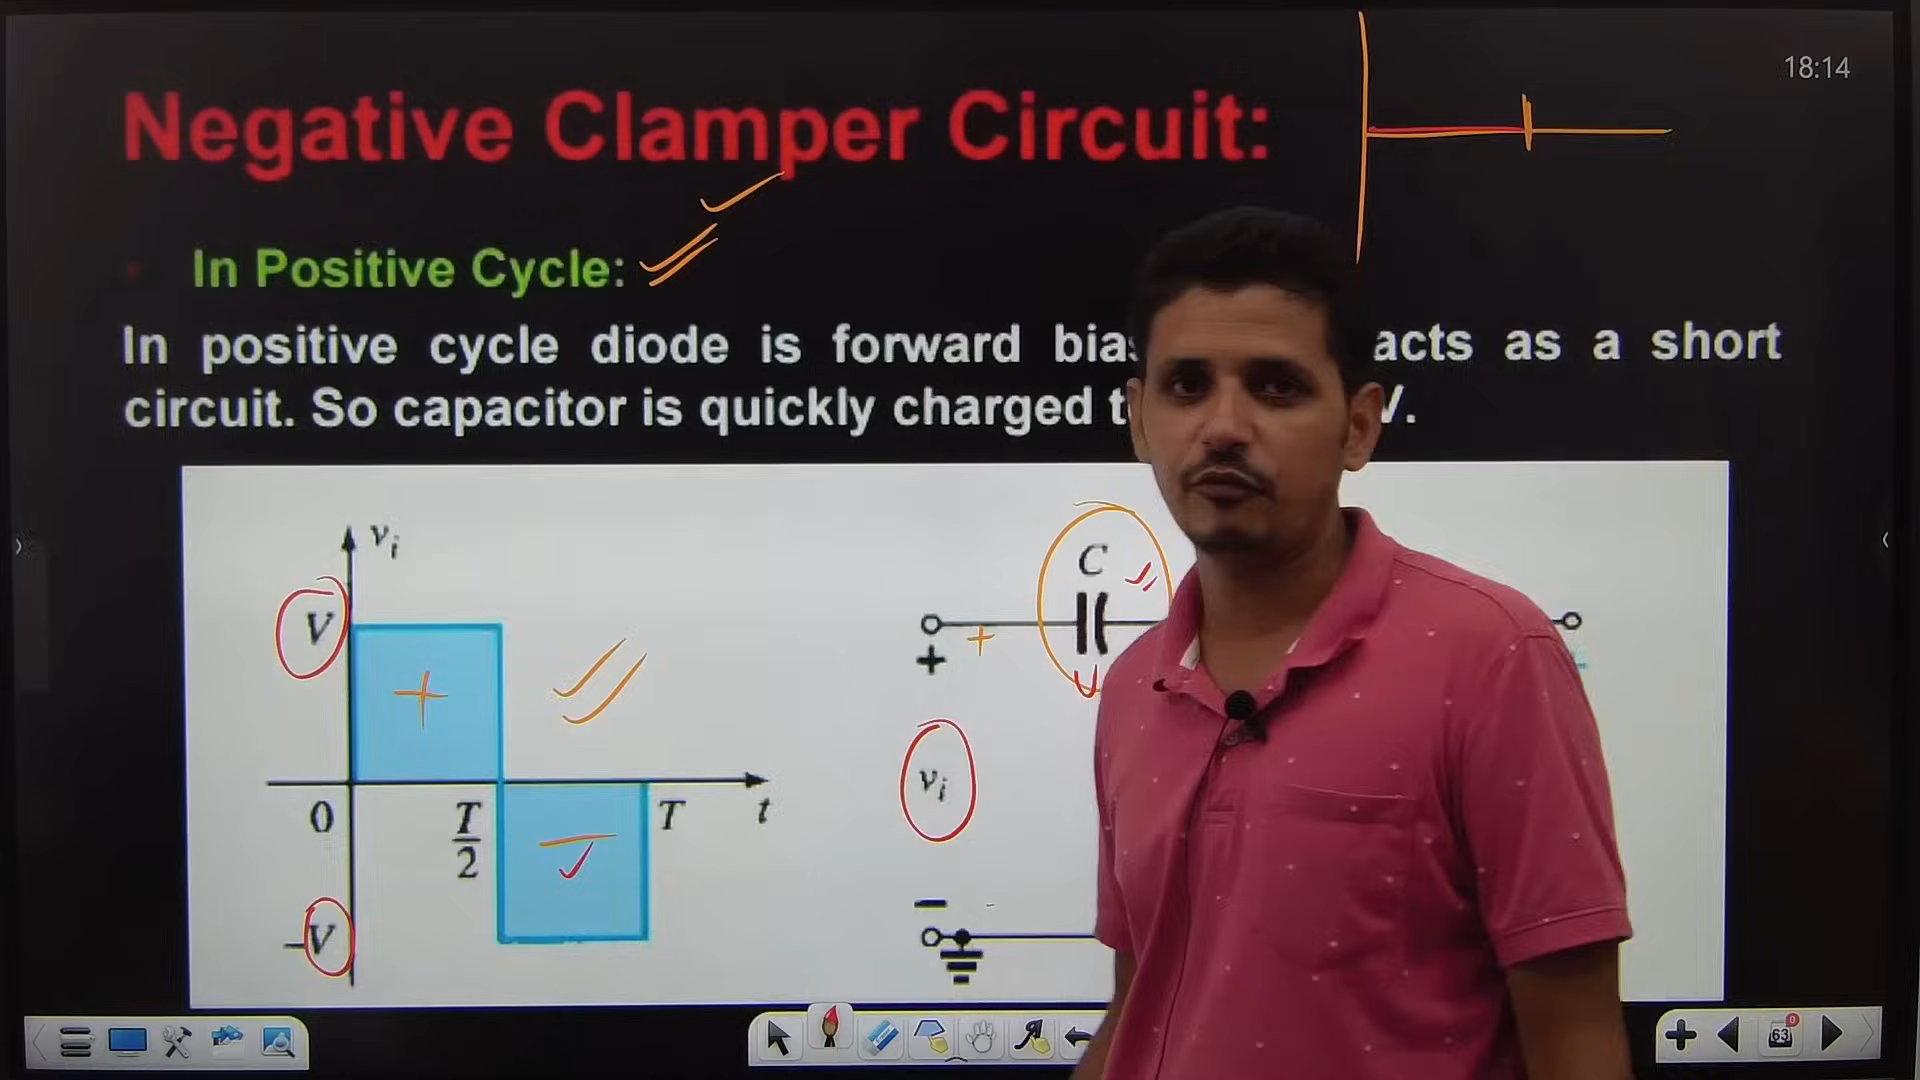 18:14
Negative Clamper Circuit:
In Positive Cycle:
In positive cycle diode is forward acts as a short
circuit. So capacitor is quickly charged V.
vi
V
+
0
T/2
T
t
-V
C
+
+
V
vi
63
0